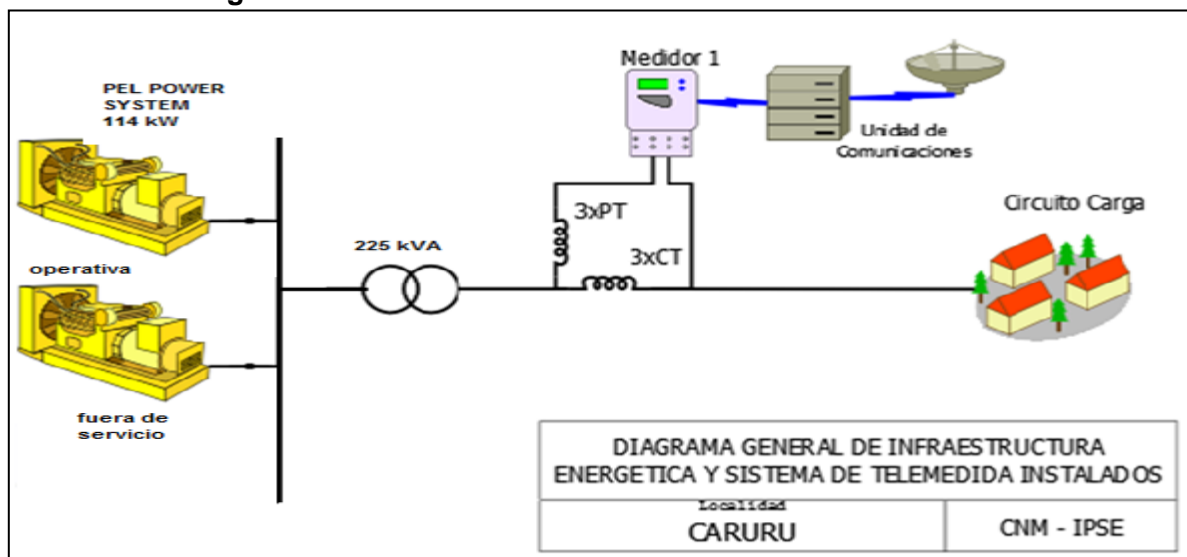 PEL POWER
SYSTEM
114 kW
operativa
fuera de
servicio
225 kVA
3xPT
3xCT
Medidor 1
Unidad de
Comunicaciones
Circuito Carga
DIAGRAMA GENERAL DE INFRAESTRUCTURA
ENERGETICA Y SISTEMA DE TELEMEDIDA INSTALADOS
Localidad
CARURU
CNM - IPSE